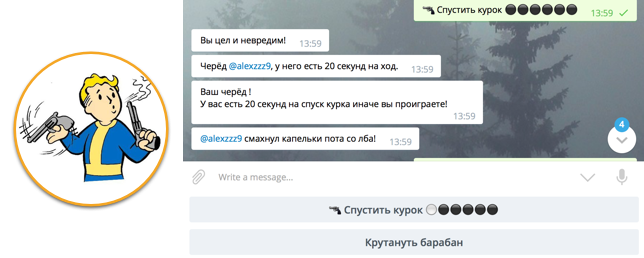 Спустить курок
13:59
Вы цел и невредим!
13:59
Черёд @alexzzz9, у него есть 20 секунд на ход.
13:59
Ваш черёд !
У вас есть 20 секунд на спуск курка иначе вы проиграете!
13:59
@alexzzz9 смахнул капельки пота со лба!
13:59
4
Write a message...
Спустить курок
Крутануть барабан